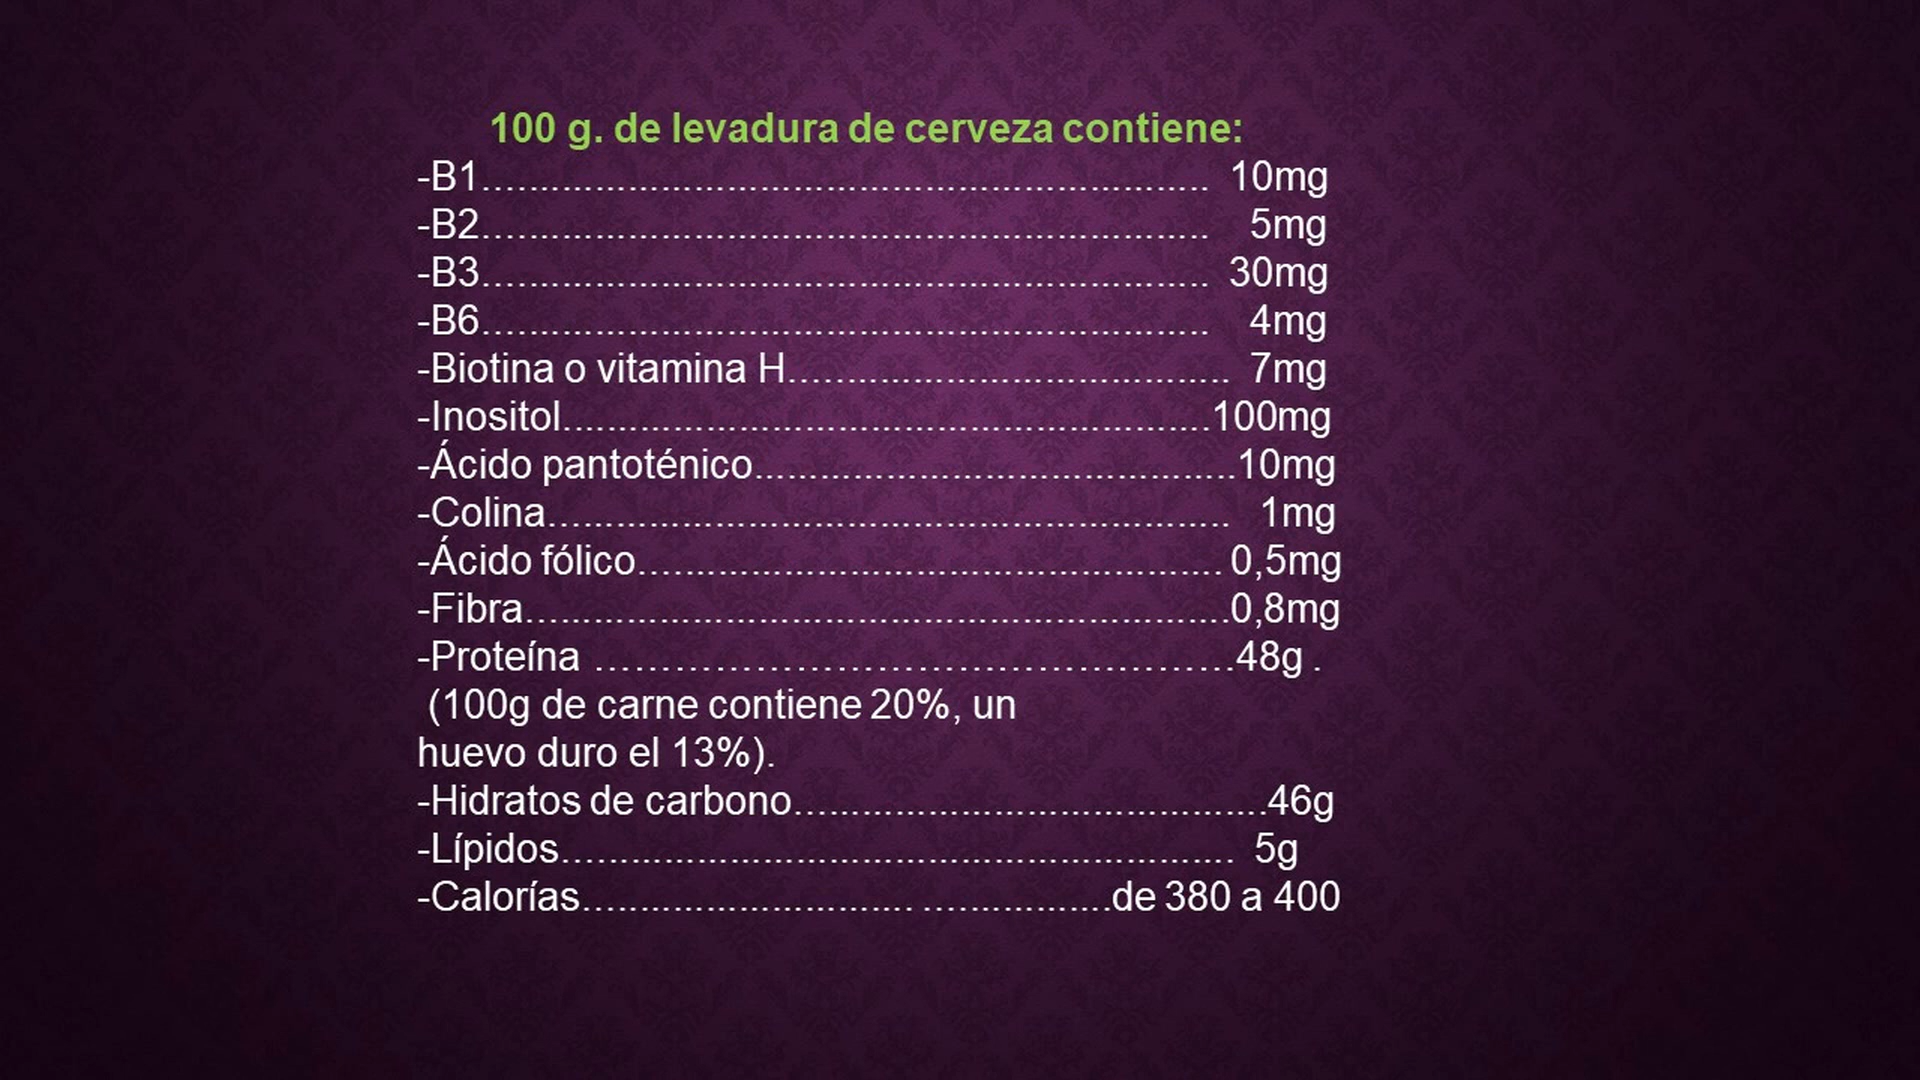 100 g. de levadura de cerveza contiene:
-B1........................................................................ 10mg
-B2........................................................................ 5mg
-B3........................................................................ 30mg
-B6........................................................................ 4mg
-Biotina o vitamina H............................................ 7mg
-Inositol................................................................100mg
-Ácido pantoténico................................................10mg
-Colina.................................................................... 1mg
-Ácido fólico.......................................................... 0,5mg
-Fibra......................................................................0,8mg
-Proteína ................................................................48g .
(100g de carne contiene 20%, un
huevo duro el 13%).
-Hidratos de carbono...............................................46g
-Lípidos................................................................... 5g
-Calorías................................. ...................de 380 a 400